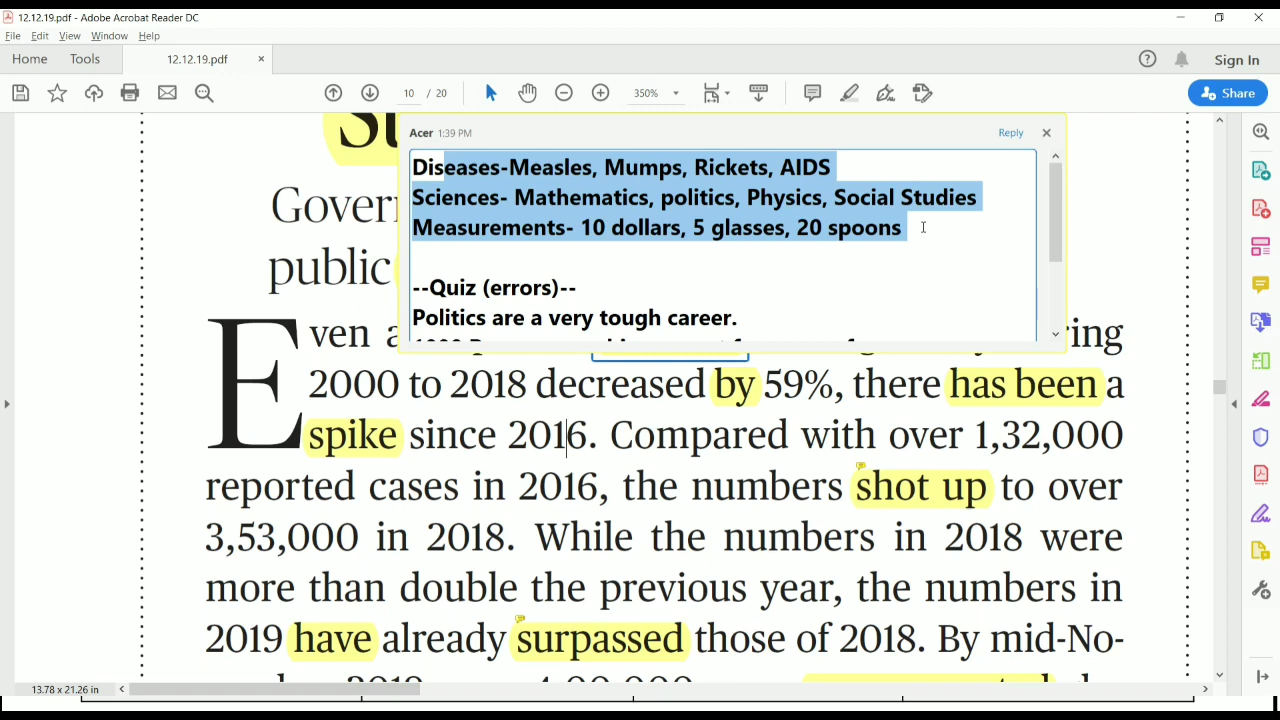 12.12.19.pdf - Adobe Acrobat Reader DC
File Edit View Window Help
Home Tools 12.12.19.pdf × Sign In
10 / 20 350% Share
Acer 1:39 PM Reply
Diseases-Measles, Mumps, Rickets, AIDS
Sciences- Mathematics, politics, Physics, Social Studies
Measurements- 10 dollars, 5 glasses, 20 spoons
--Quiz (errors)--
Politics are a very tough career.
Govern
public
Even a
ing
2000 to 2018 decreased by 59%, there has been a
spike since 2016. Compared with over 1,32,000
reported cases in 2016, the numbers shot up to over
3,53,000 in 2018. While the numbers in 2018 were
more than double the previous year, the numbers in
2019 have already surpassed those of 2018. By mid-No-
13.78 x 21.26 in